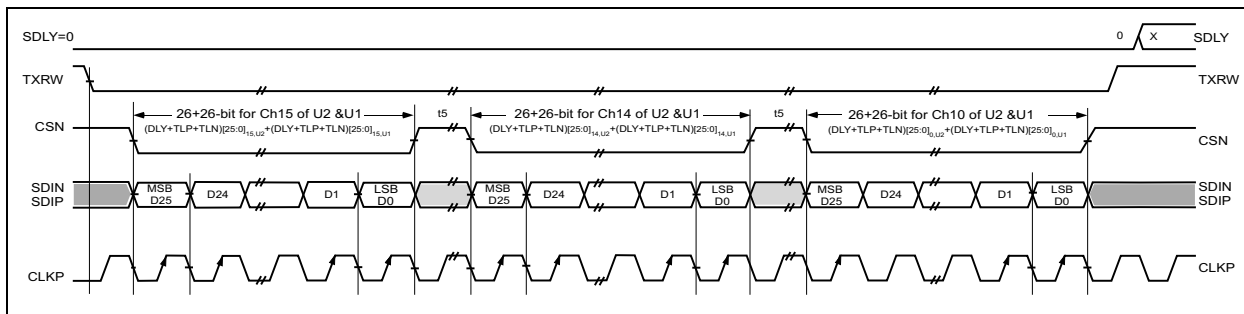 SDLY=0
0 X SDLY
TXRW
TXRW
26+26-bit for Ch15 of U2 &U1
t5
26+26-bit for Ch14 of U2 &U1
t5
26+26-bit for Ch10 of U2 &U1
CSN
(DLY+TLP+TLN)[25:0]15,U2+(DLY+TLP+TLN)[25:0]15,U1
(DLY+TLP+TLN)[25:0]14,U2+(DLY+TLP+TLN)[25:0]14,U1
(DLY+TLP+TLN)[25:0]0,U2+(DLY+TLP+TLN)[25:0]0,U1
CSN
SDIN
SDIP
MSB
D25
D24
D1
LSB
D0
MSB
D25
D24
D1
LSB
D0
MSB
D25
D24
D1
LSB
D0
SDIN
SDIP
CLKP
CLKP